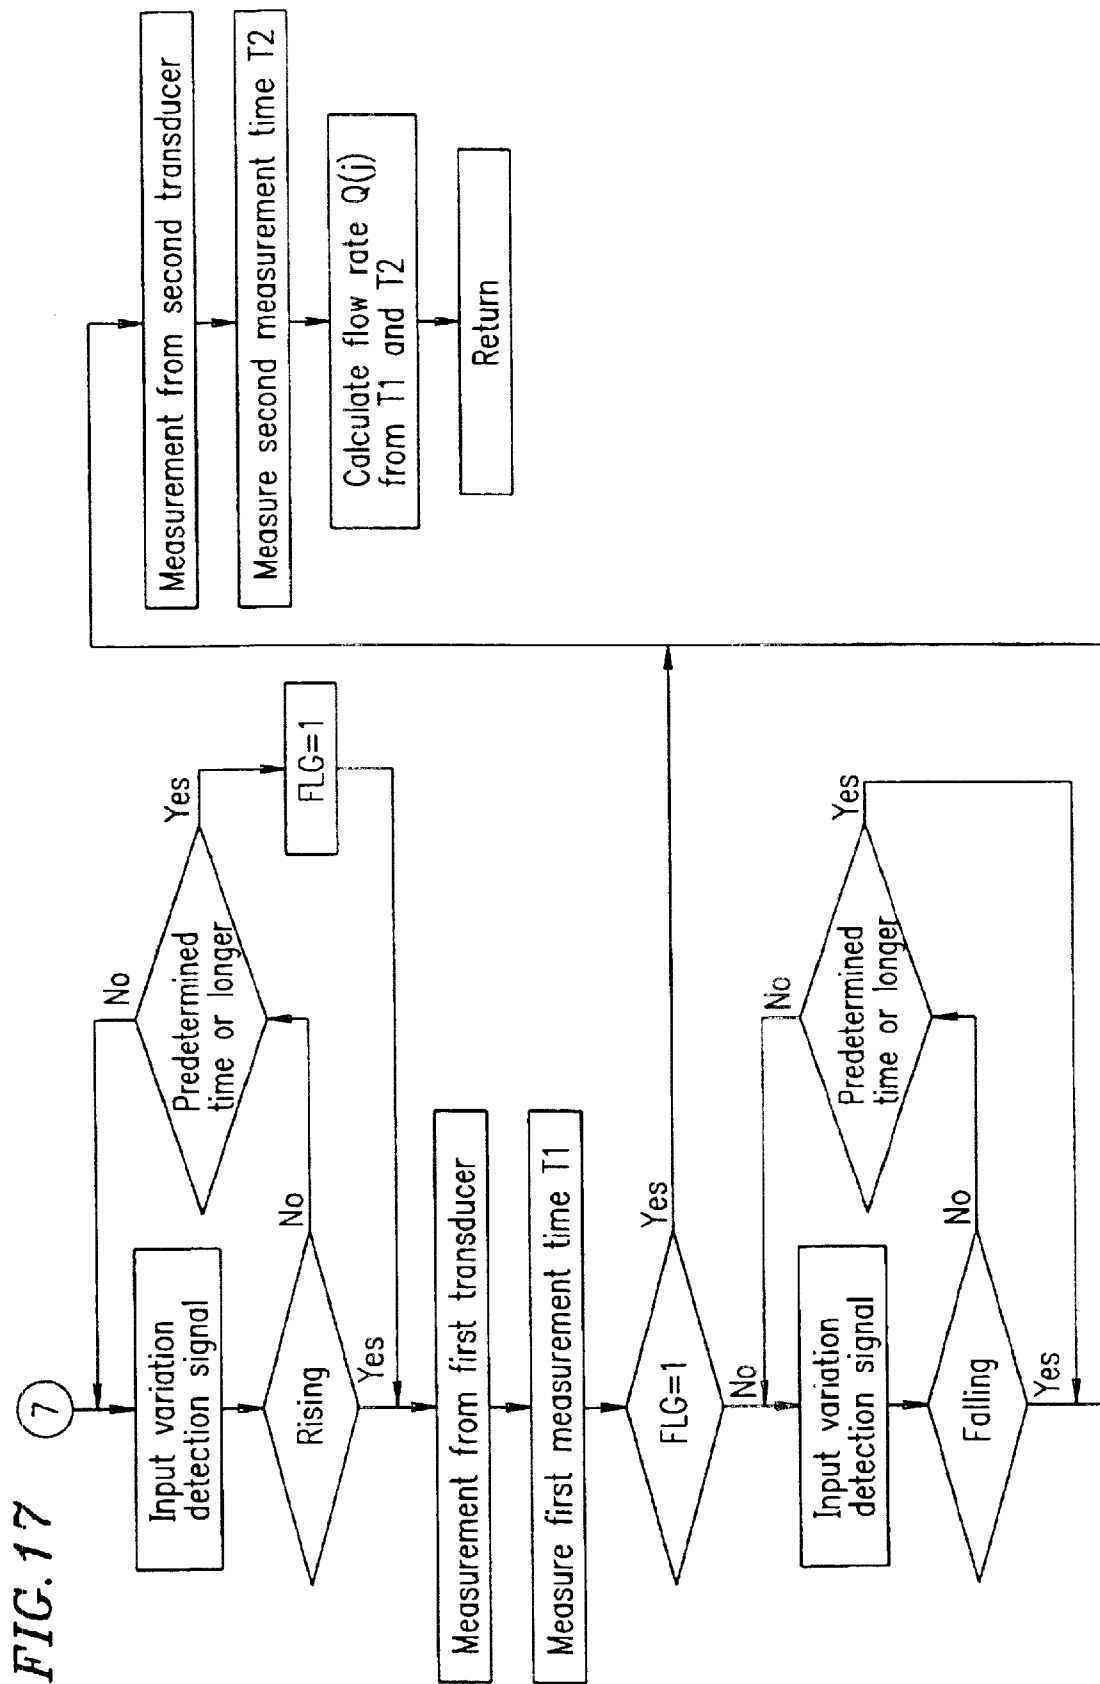 FIG.17
7
Input variation
detection signal
Rising
No
Yes
Predetermined
time or longer
No
Yes
FLG=1
Measurement from first transducer
Measure first measurement time T1
FLG=1
Yes
No
Input variation
detection signal
Falling
No
Yes
Predetermined
time or longer
No
Yes
Measurement from second transducer
Measure second measurement time T2
Calculate flow rate Q(j)
from T1 and T2
Return